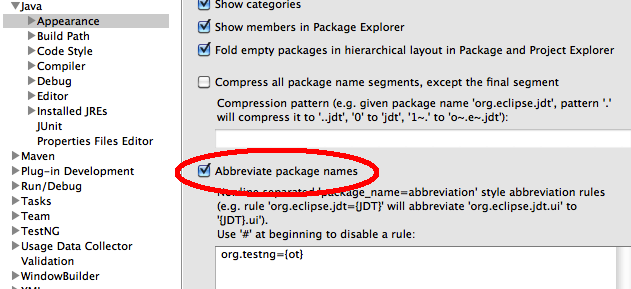 Java
Appearance
Build Path
Code Style
Compiler
Debug
Editor
Installed JREs
JUnit
Properties Files Editor
Maven
Plug-in Development
Run/Debug
Tasks
Team
TestNG
Usage Data Collector
Validation
WindowBuilder
Show categories
Show members in Package Explorer
Fold empty packages in hierarchical layout in Package and Project Explorer
Compress all package name segments, except the final segment
Compression pattern (e.g. given package name 'org.eclipse.jdt', pattern '.'
will compress it to '..jdt', '0' to 'jdt', '1~.' to 'o~.e~.jdt'):
Abbreviate package names
'package_name=abbreviation' style abbreviation rules
(e.g. rule 'org.eclipse.jdt={JDT}' will abbreviate 'org.eclipse.jdt.ui' to
'{JDT}.ui').
Use '#' at beginning to disable a rule:
org.testng={ot}